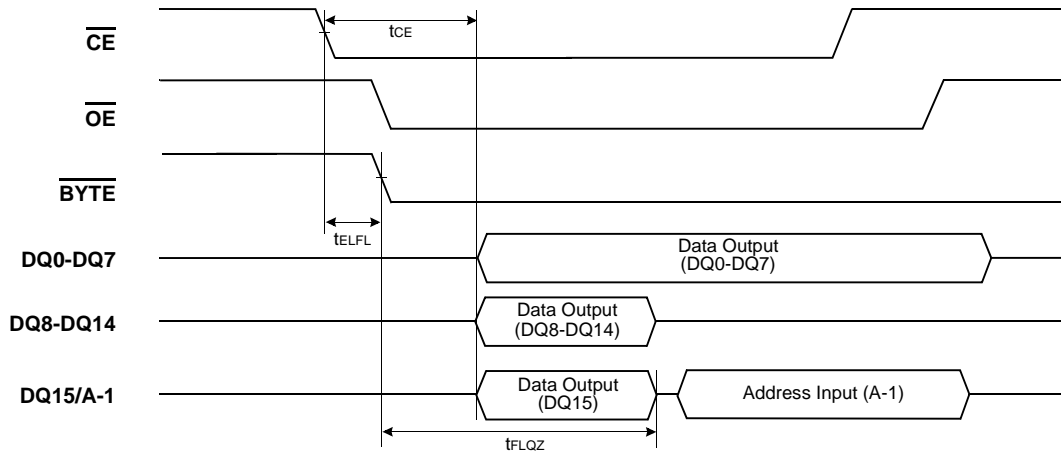 CE
tCE
OE
BYTE
tELFL
DQ0-DQ7
Data Output
(DQ0-DQ7)
DQ8-DQ14
Data Output
(DQ8-DQ14)
DQ15/A-1
Data Output
(DQ15)
Address Input (A-1)
tFLQZ